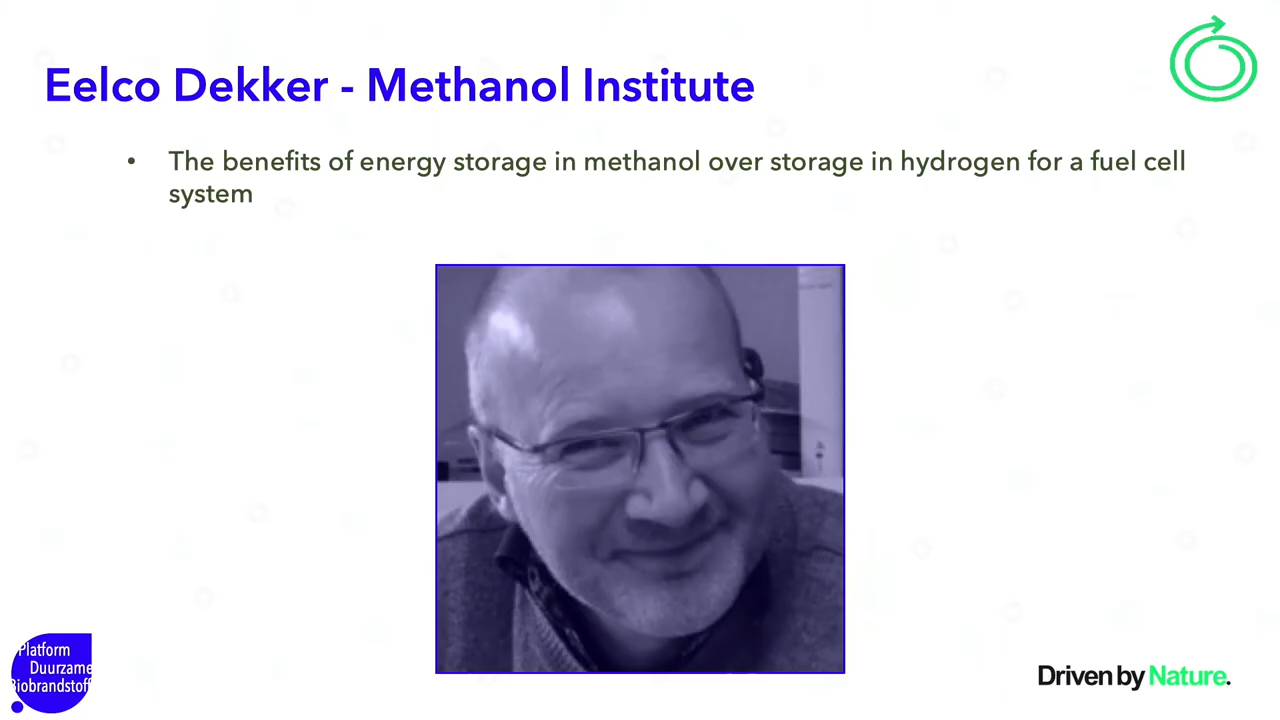 Eelco Dekker - Methanol Institute
• The benefits of energy storage in methanol over storage in hydrogen for a fuel cell
system
Platform
Duurzame
Biobrandstoff
Driven by Nature.